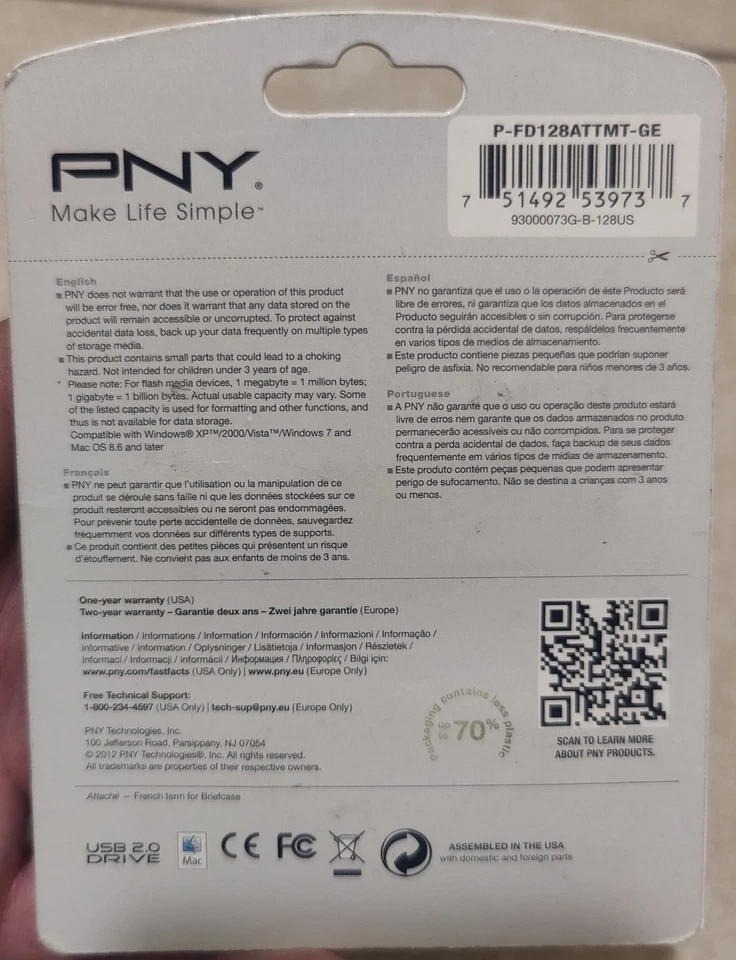 P-FD128ATTMT-GE
7 51492 53973 7
93000073G-B-128US
PNY®
Make Life Simple™
English
■ PNY does not warrant that the use or operation of this product
will be error free, nor does it warrant that any data stored on the
product will remain accessible or uncorrupted. To protect against
accidental data loss, back up your data frequently on multiple types
of storage media.
■ This product contains small parts that could lead to a choking
hazard. Not intended for children under 3 years of age.
* Please note: For flash media devices, 1 megabyte = 1 million bytes;
1 gigabyte = 1 billion bytes. Actual usable capacity may vary. Some
of the listed capacity is used for formatting and other functions, and
thus is not available for data storage.
Compatible with Windows® XP™/2000/Vista™/Windows 7 and
Mac OS 8.6 and later
Français
■ PNY ne peut garantir que l'utilisation ou la manipulation de ce
produit se déroule sans faille ni que les données stockées sur ce
produit resteront accessibles ou ne seront pas endommagées.
Pour prévenir toute perte accidentelle de données, sauvegardez
fréquemment vos données sur différents types de supports.
■ Ce produit contient des petites pièces qui présentent un risque
d'étouffement. Ne convient pas aux enfants de moins de 3 ans.
Español
■ PNY no garantiza que el uso o la operación de éste Producto será
libre de errores, ni garantiza que los datos almacenados en el
Producto seguirán accesibles o sin corrupción. Para protegerse
contra la pérdida accidental de datos, respáldelos frecuentemente
en varios tipos de medios de almacenamiento.
■ Este producto contiene piezas pequeñas que podrían suponer
peligro de asfixia. No recomendable para niños menores de 3 años.
Portuguese
■ A PNY não garante que o uso ou operação deste produto estará
livre de erros nem garante que os dados armazenados no produto
permanecerão acessíveis ou não corrompidos. Para se proteger
contra a perda acidental de dados, faça backup de seus dados
frequentemente em vários tipos de mídias de armazenamento.
■ Este produto contém peças pequenas que podem apresentar
perigo de sufocamento. Não se destina a crianças com 3 anos
ou menos.
One-year warranty (USA)
Two-year warranty – Garantie deux ans – Zwei jahre garantie (Europe)
Information / Informations / Information / Información / Informazioni / Informação /
Informative / Information / Oplysninger / Lisätietoja / Informasjon / Részletek /
Informaci / Informacji / informácií / Информация / Πληροφορίες / Bilgi için:
www.pny.com/fastfacts (USA Only) | www.pny.eu (Europe Only)
Free Technical Support:
1-800-234-4597 (USA Only) | tech-sup@pny.eu (Europe Only)
PNY Technologies, Inc.
100 Jefferson Road, Parsippany, NJ 07054
© 2012 PNY Technologies®, Inc. All rights reserved.
All trademarks are properties of their respective owners.
Packaging contains less plastic
up to 70%
SCAN TO LEARN MORE
ABOUT PNY PRODUCTS.
Attaché – French term for Briefcase
USB 2.0
DRIVE
Mac
CE
FC
ASSEMBLED IN THE USA
with domestic and foreign parts